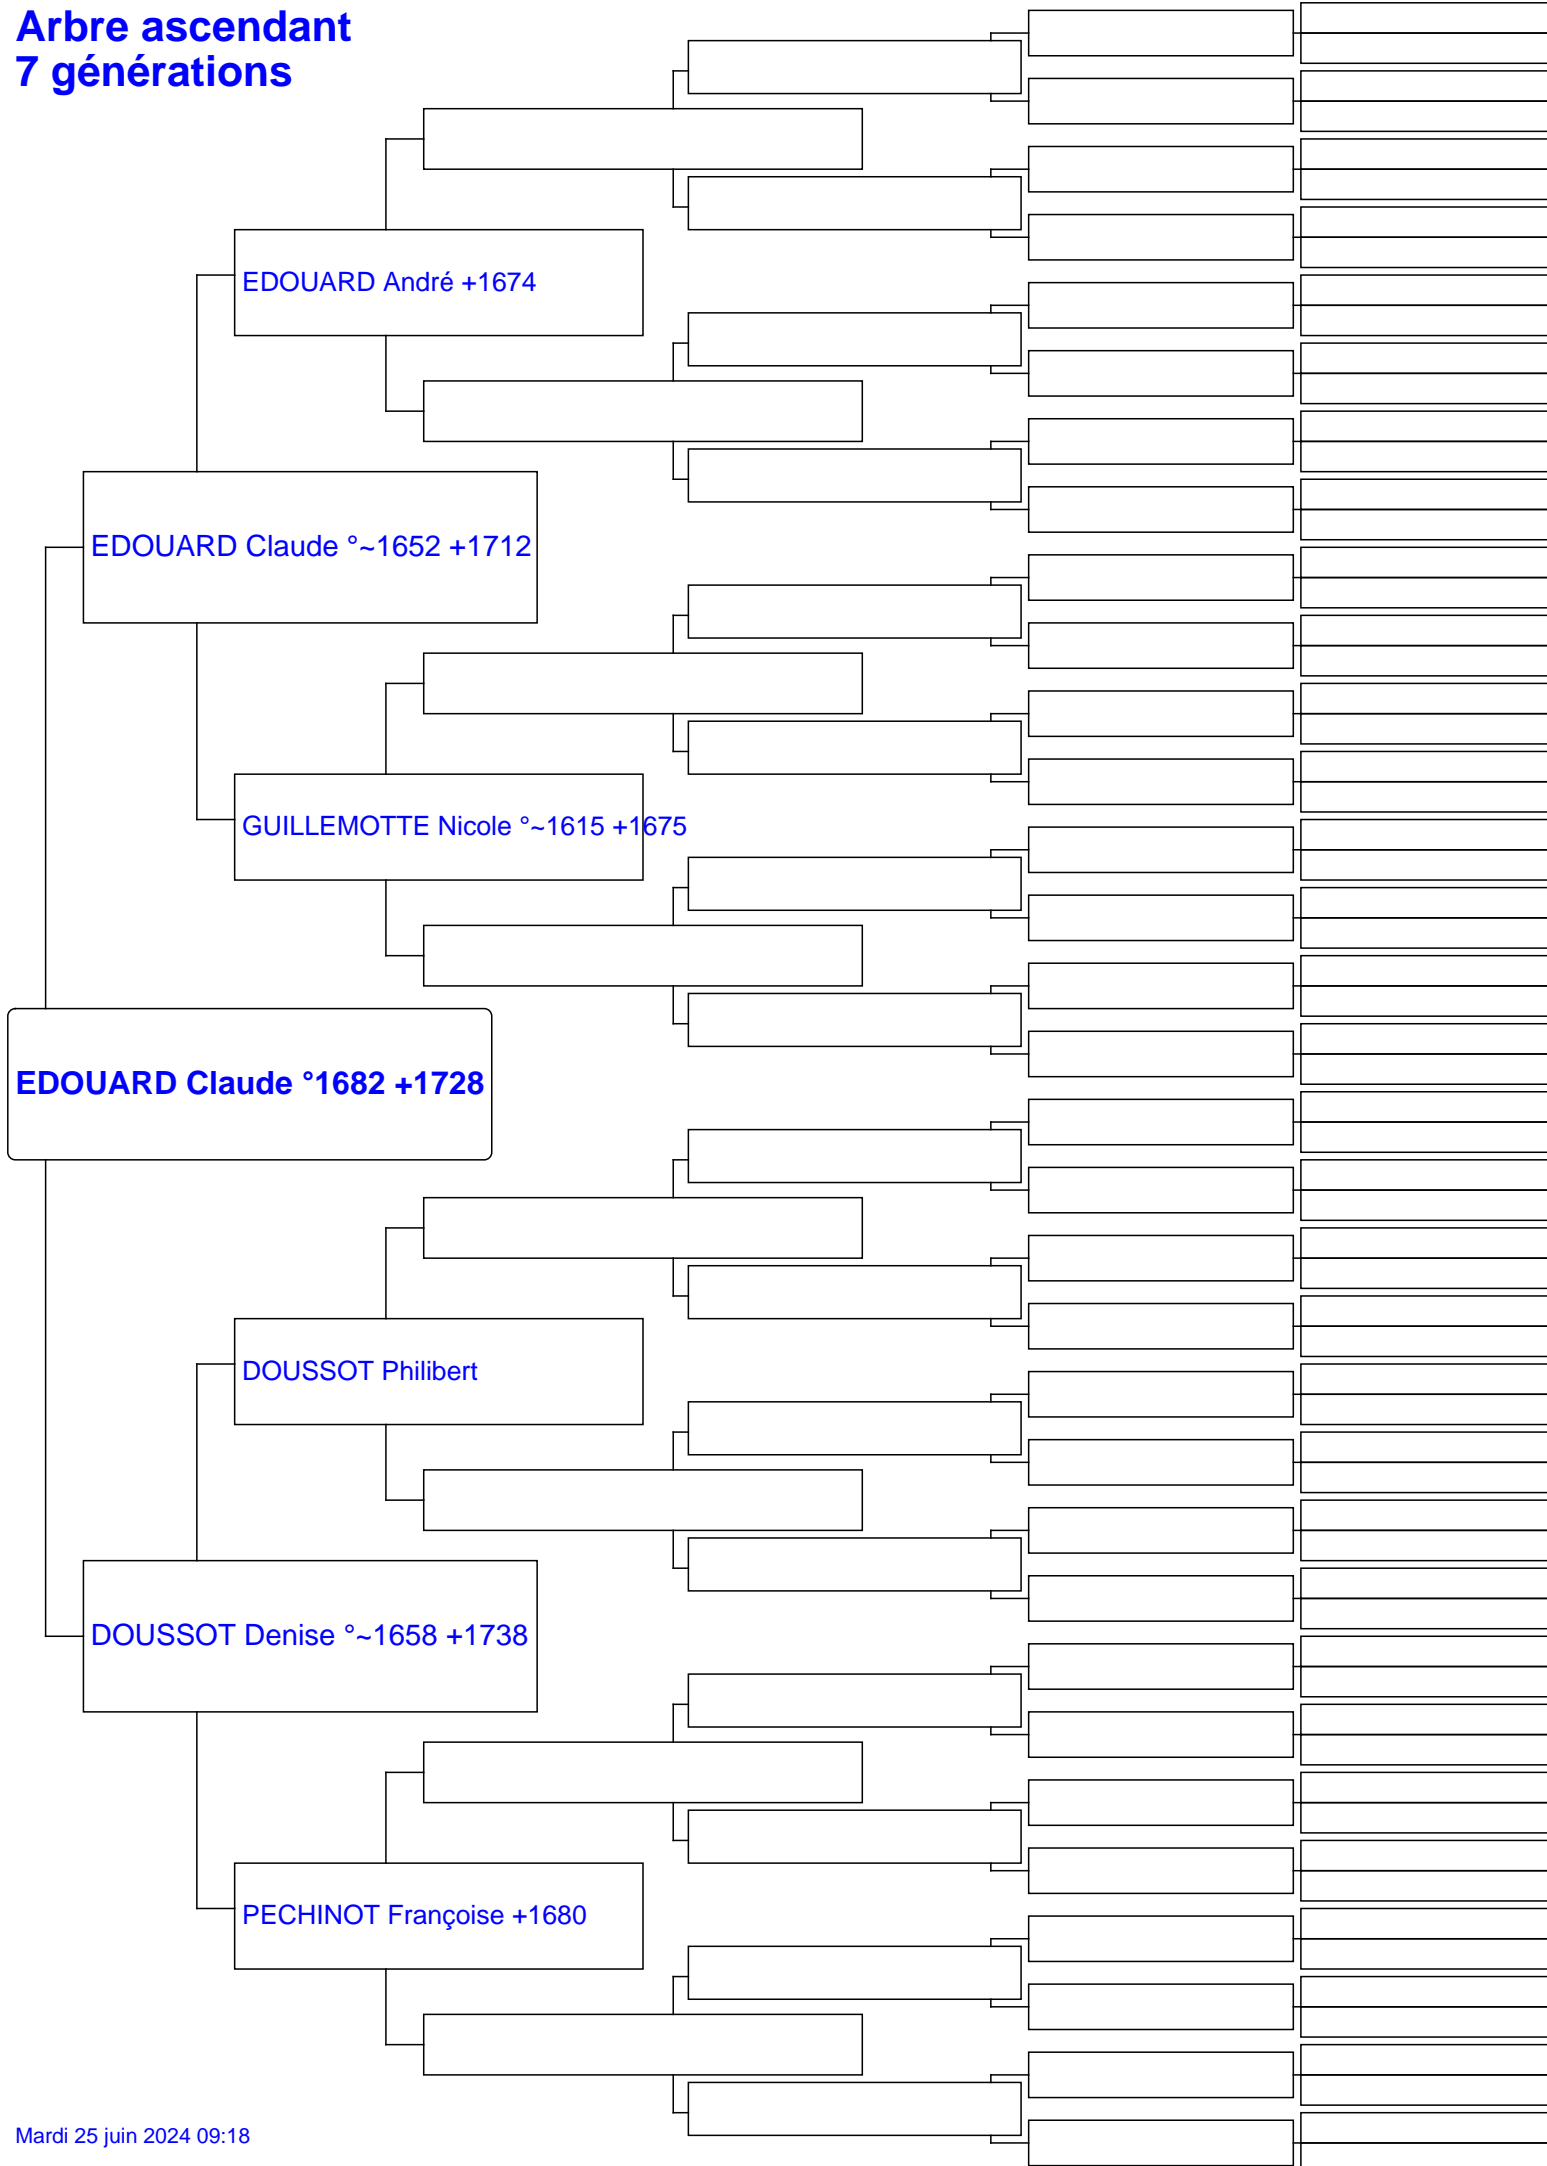 Arbre ascendant
7 générations
EDOUARD André +1674
EDOUARD Claude °~1652 +1712
GUILLEMOTTE Nicole °~1615 +1675
EDOUARD Claude °1682 +1728
DOUSSOT Philibert
DOUSSOT Denise °~1658 +1738
PECHINOT Françoise +1680
Mardi 25 juin 2024 09:18